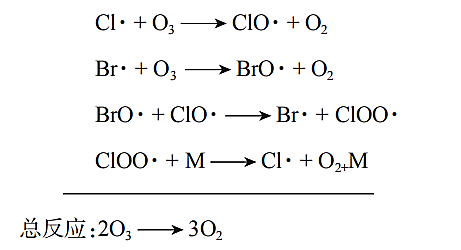 Cl· + O₃ ⟶ ClO· + O₂
Br· + O₃ ⟶ BrO· + O₂
BrO· + ClO· ⟶ Br· + ClOO·
ClOO· + M ⟶ Cl· + O₂₊M
总反应:2O₃ ⟶ 3O₂